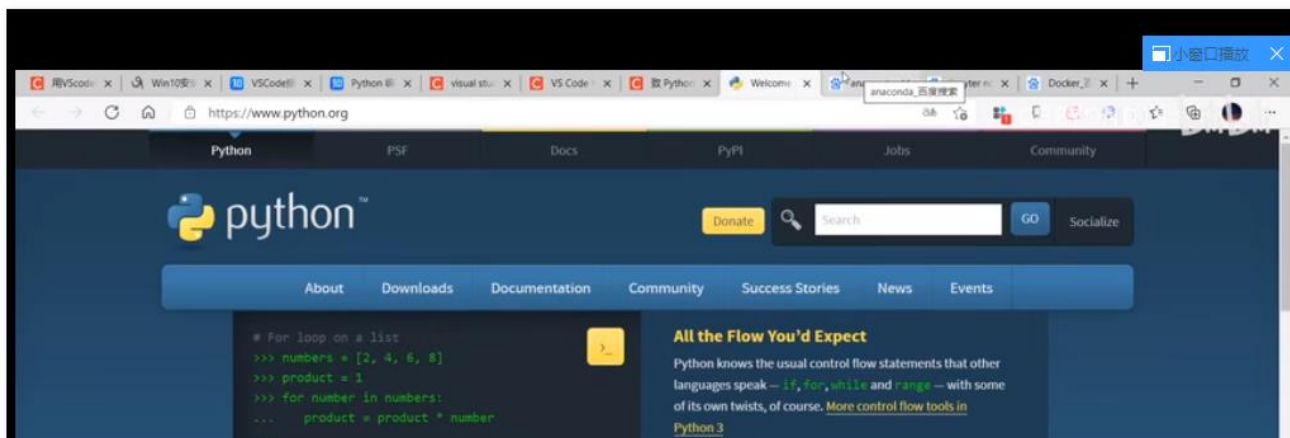 小窗口播放
用VScode
Win10安
VSCode
Python
visual stu
VS Code
致 Python
Welcome
Docker_
anaconda_百度搜索
https://www.python.org
Python
PSF
Docs
PyPI
Jobs
Community
python™
Donate
Search
GO
Socialize
About
Downloads
Documentation
Community
Success Stories
News
Events
# For loop on a list
>>> numbers = [2, 4, 6, 8]
>>> product = 1
>>> for number in numbers:
... product = product * number
>_
All the Flow You'd Expect
Python knows the usual control flow statements that other
languages speak — if, for, while and range — with some
of its own twists, of course. More control flow tools in
Python 3